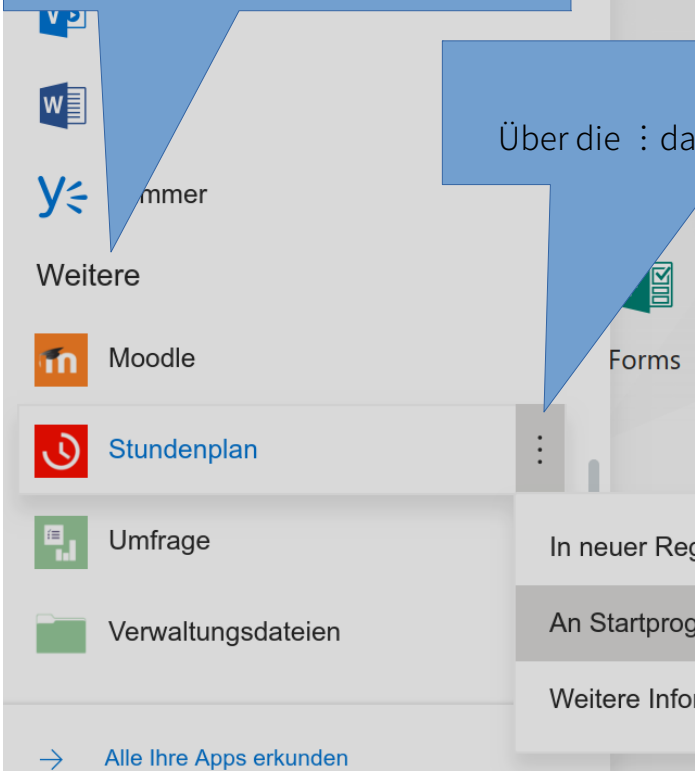 Über die ⋮ da
Weitere
Moodle
Forms
Stundenplan
Umfrage
In neuer Reg
An Startprog
Verwaltungsdateien
Weitere Infor
Alle Ihre Apps erkunden